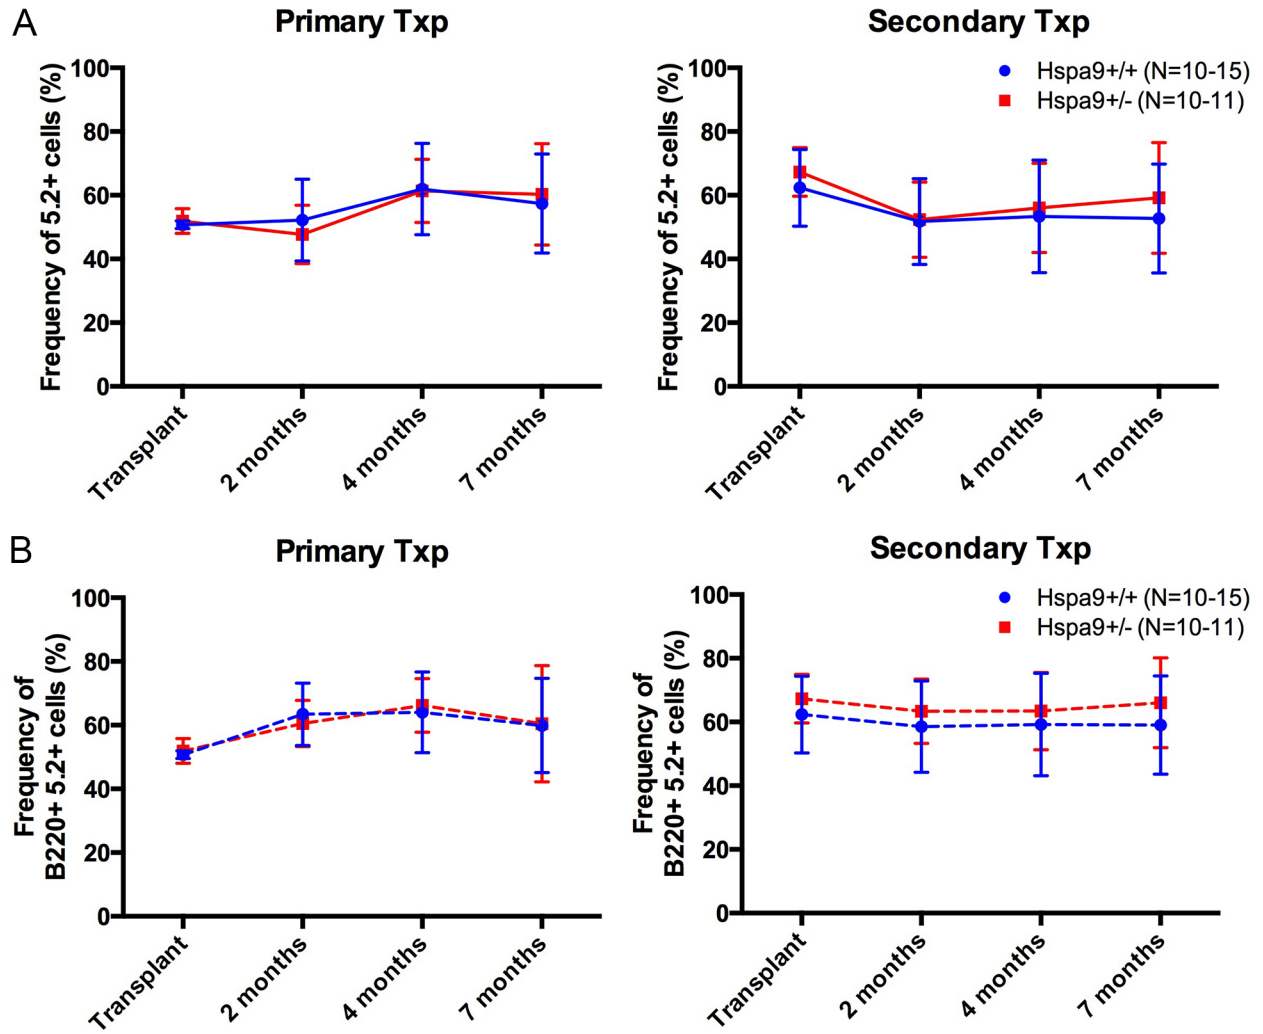 A
Primary Txp
Frequency of 5.2+ cells (%)
100
80
60
40
20
0
Transplant
2 months
4 months
7 months
Secondary Txp
Hspa9+/+ (N=10-15)
Hspa9+/- (N=10-11)
Frequency of 5.2+ cells (%)
100
80
60
40
20
0
Transplant
2 months
4 months
7 months
B
Primary Txp
Frequency of
B220+ 5.2+ cells (%)
100
80
60
40
20
0
Transplant
2 months
4 months
7 months
Secondary Txp
Hspa9+/+ (N=10-15)
Hspa9+/- (N=10-11)
Frequency of
B220+ 5.2+ cells (%)
100
80
60
40
20
0
Transplant
2 months
4 months
7 months